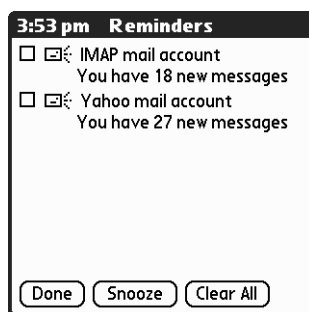 3:53 pm Reminders
IMAP mail account
You have 18 new messages
Yahoo mail account
You have 27 new messages
Done Snooze Clear All